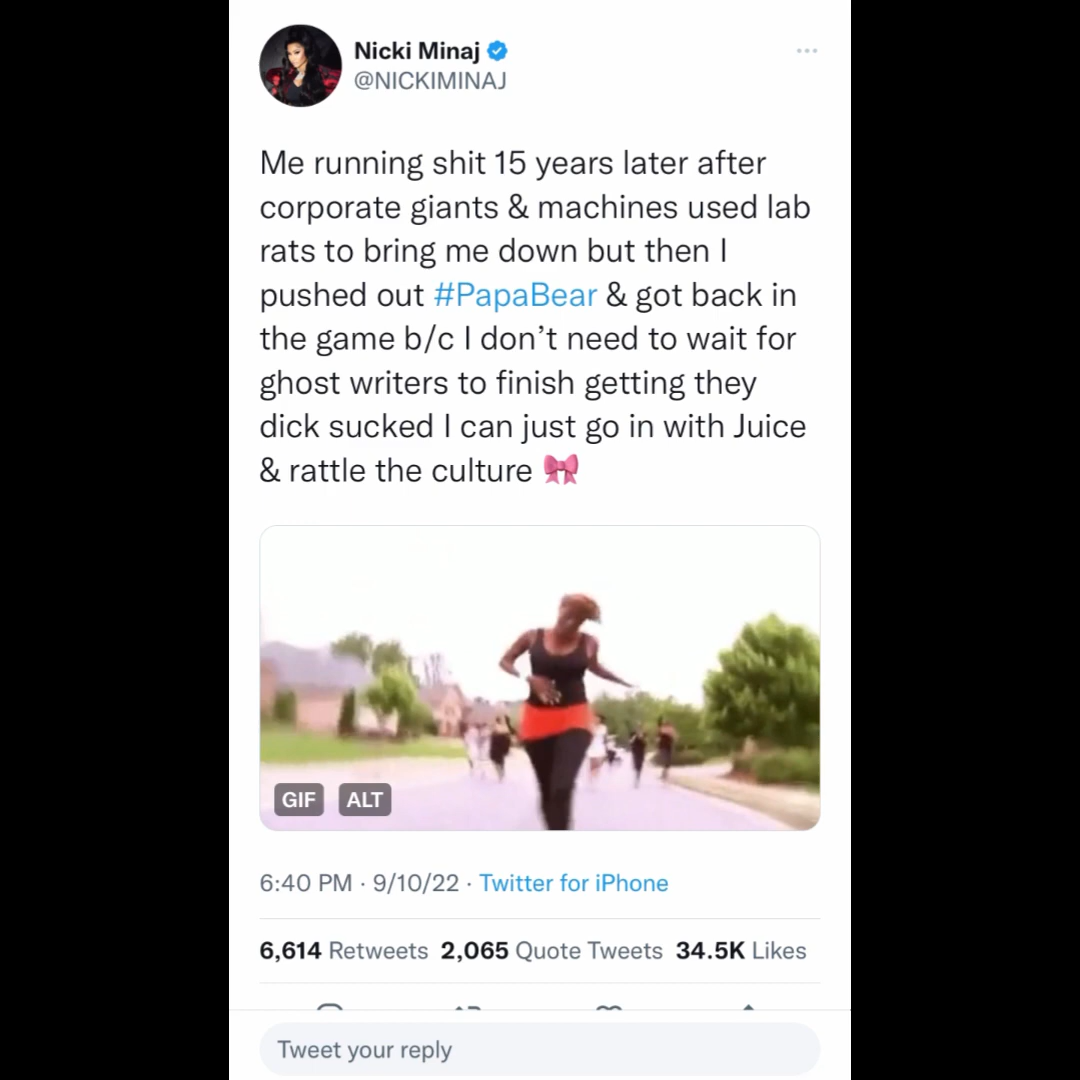 Nicki Minaj
@NICKIMINAJ
Me running shit 15 years later after
corporate giants & machines used lab
rats to bring me down but then I
pushed out #PapaBear & got back in
the game b/c I don’t need to wait for
ghost writers to finish getting they
dick sucked I can just go in with Juice
& rattle the culture 🎀
GIF ALT
6:40 PM · 9/10/22 · Twitter for iPhone
6,614 Retweets 2,065 Quote Tweets 34.5K Likes
Tweet your reply